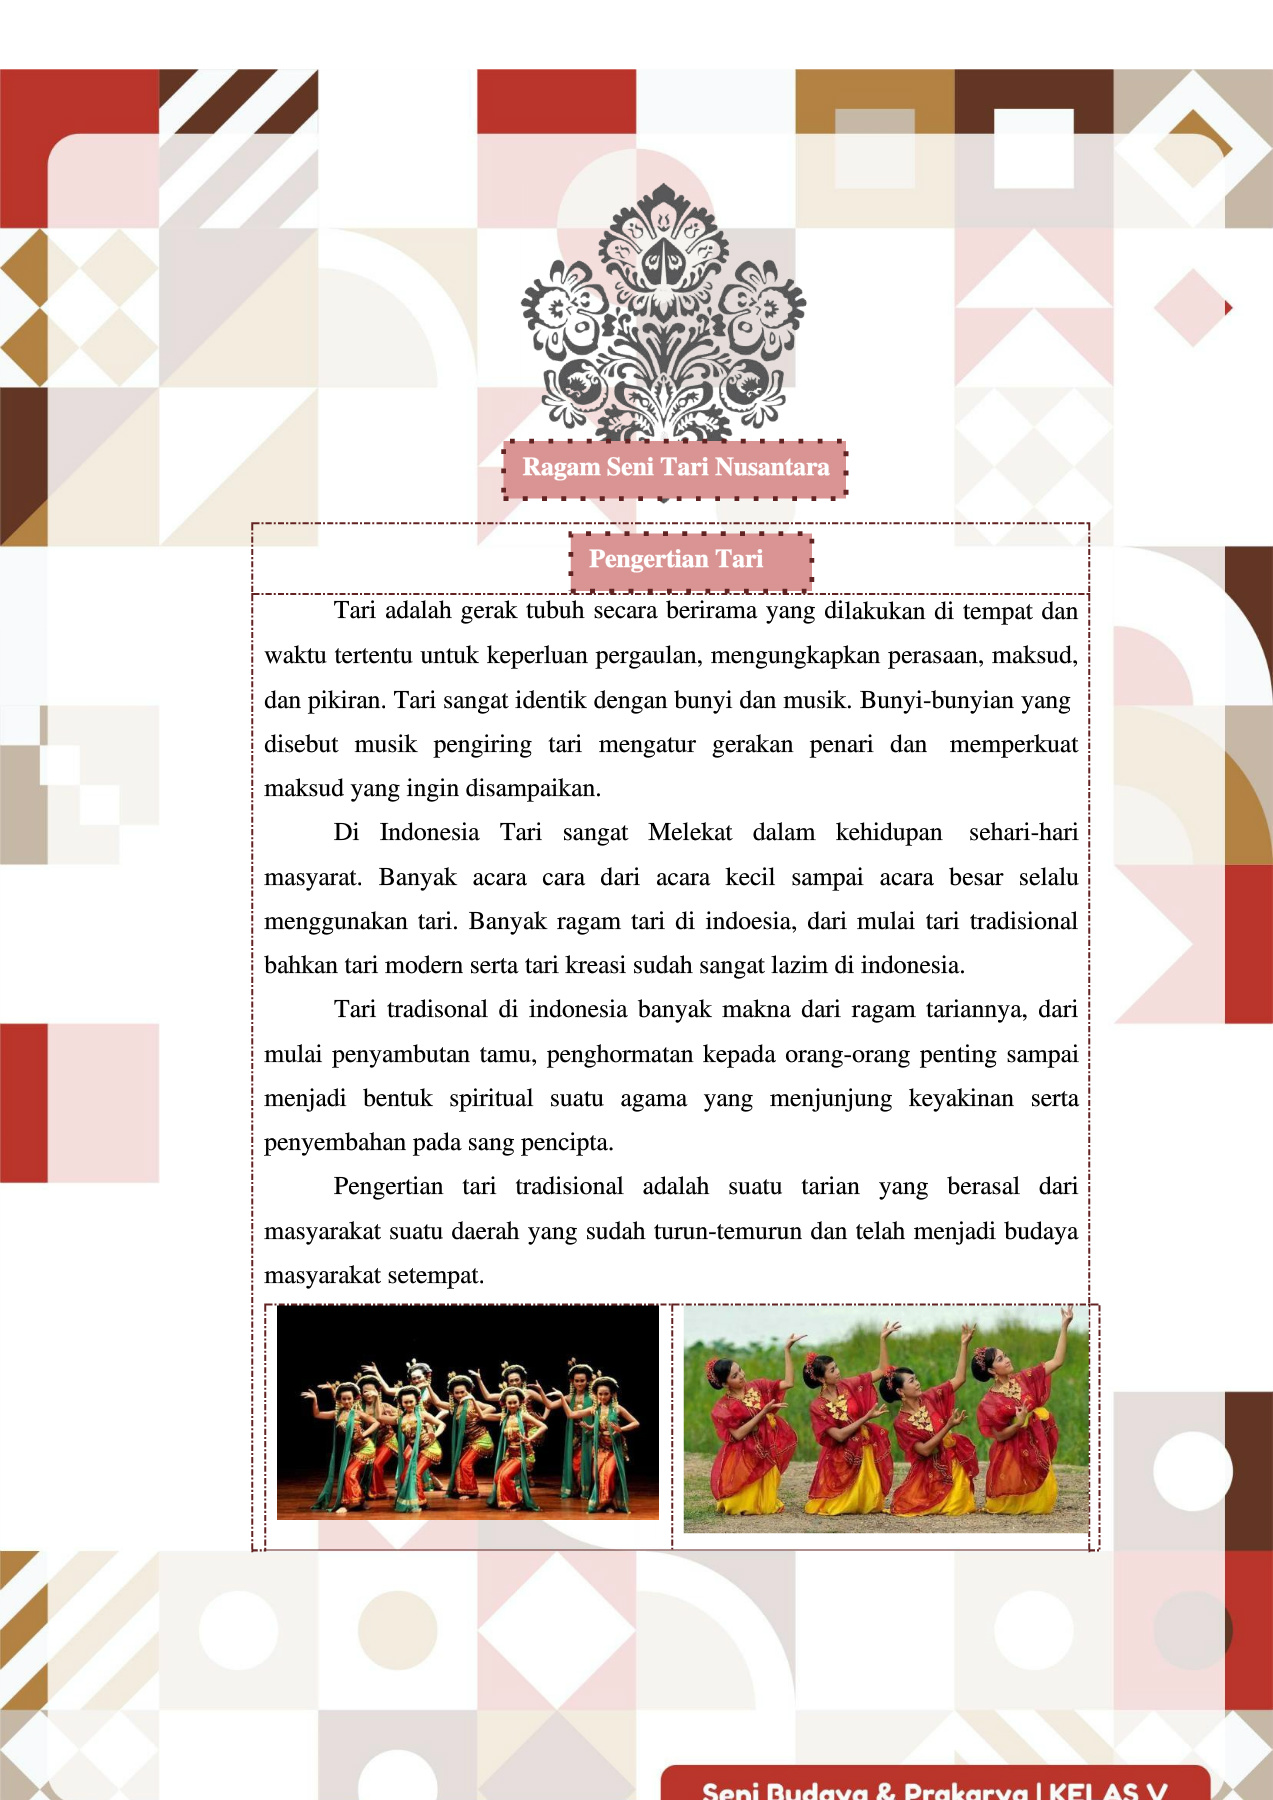 Ragam Seni Tari Nusantara
Pengertian Tari
Tari adalah gerak tubuh secara berirama yang dilakukan di tempat dan
waktu tertentu untuk keperluan pergaulan, mengungkapkan perasaan, maksud,
dan pikiran. Tari sangat identik dengan bunyi dan musik. Bunyi-bunyian yang
disebut musik pengiring tari mengatur gerakan penari dan memperkuat
maksud yang ingin disampaikan.
Di Indonesia Tari sangat Melekat dalam kehidupan sehari-hari
masyarat. Banyak acara cara dari acara kecil sampai acara besar selalu
menggunakan tari. Banyak ragam tari di indoesia, dari mulai tari tradisional
bahkan tari modern serta tari kreasi sudah sangat lazim di indonesia.
Tari tradisonal di indonesia banyak makna dari ragam tariannya, dari
mulai penyambutan tamu, penghormatan kepada orang-orang penting sampai
menjadi bentuk spiritual suatu agama yang menjunjung keyakinan serta
penyembahan pada sang pencipta.
Pengertian tari tradisional adalah suatu tarian yang berasal dari
masyarakat suatu daerah yang sudah turun-temurun dan telah menjadi budaya
masyarakat setempat.
Seni Budaya & Prakarya | KELAS V